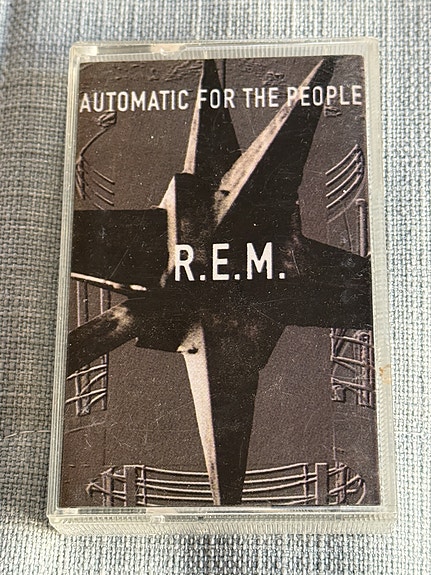 AUTOMATIC FOR THE PEOPLE
R.E.M.